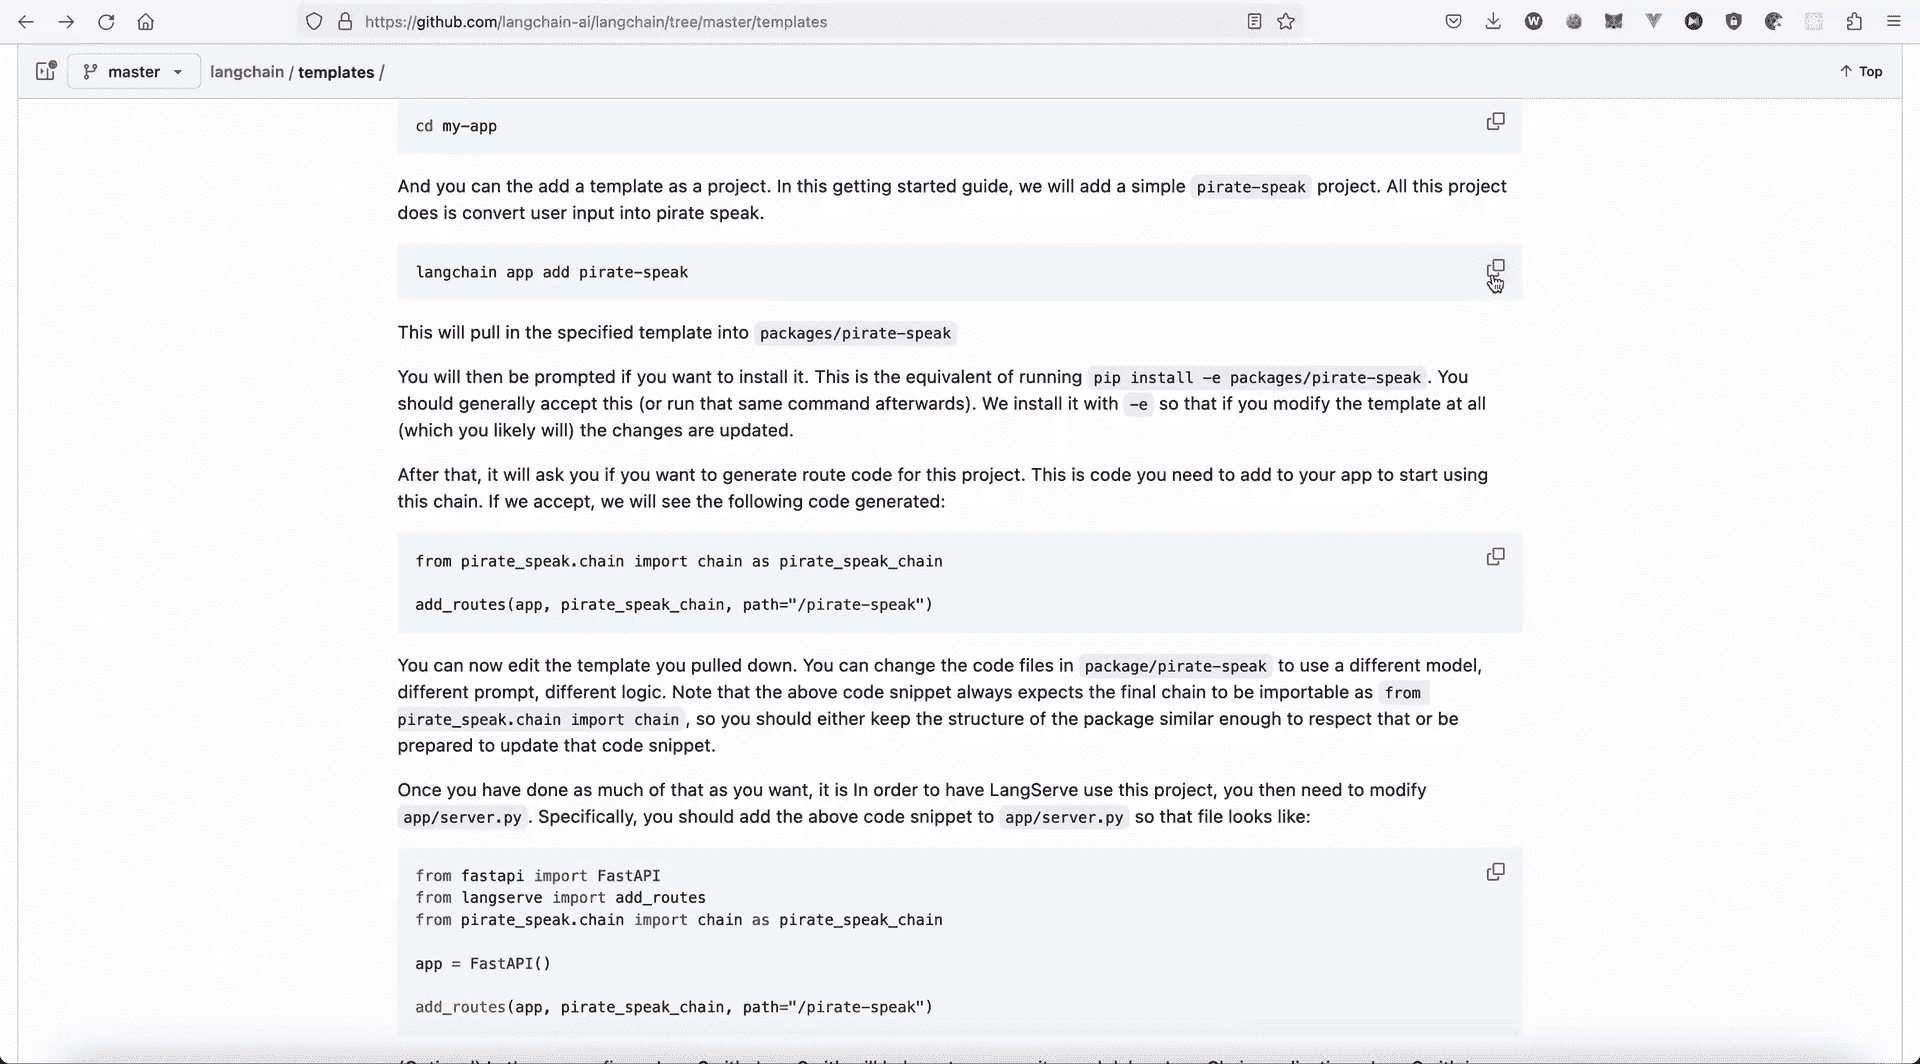 https://github.com/langchain-ai/langchain/tree/master/templates
W
master
langchain / templates /
Top
cd my-app
And you can the add a template as a project. In this getting started guide, we will add a simple pirate-speak project. All this project
does is convert user input into pirate speak.
langchain app add pirate-speak
This will pull in the specified template into packages/pirate-speak
You will then be prompted if you want to install it. This is the equivalent of running pip install -e packages/pirate-speak . You
should generally accept this (or run that same command afterwards). We install it with -e so that if you modify the template at all
(which you likely will) the changes are updated.
After that, it will ask you if you want to generate route code for this project. This is code you need to add to your app to start using
this chain. If we accept, we will see the following code generated:
from pirate_speak.chain import chain as pirate_speak_chain
add_routes(app, pirate_speak_chain, path="/pirate-speak")
You can now edit the template you pulled down. You can change the code files in package/pirate-speak to use a different model,
different prompt, different logic. Note that the above code snippet always expects the final chain to be importable as from
pirate_speak.chain import chain , so you should either keep the structure of the package similar enough to respect that or be
prepared to update that code snippet.
Once you have done as much of that as you want, it is In order to have LangServe use this project, you then need to modify
app/server.py . Specifically, you should add the above code snippet to app/server.py so that file looks like:
from fastapi import FastAPI
from langserve import add_routes
from pirate_speak.chain import chain as pirate_speak_chain
app = FastAPI()
add_routes(app, pirate_speak_chain, path="/pirate-speak")